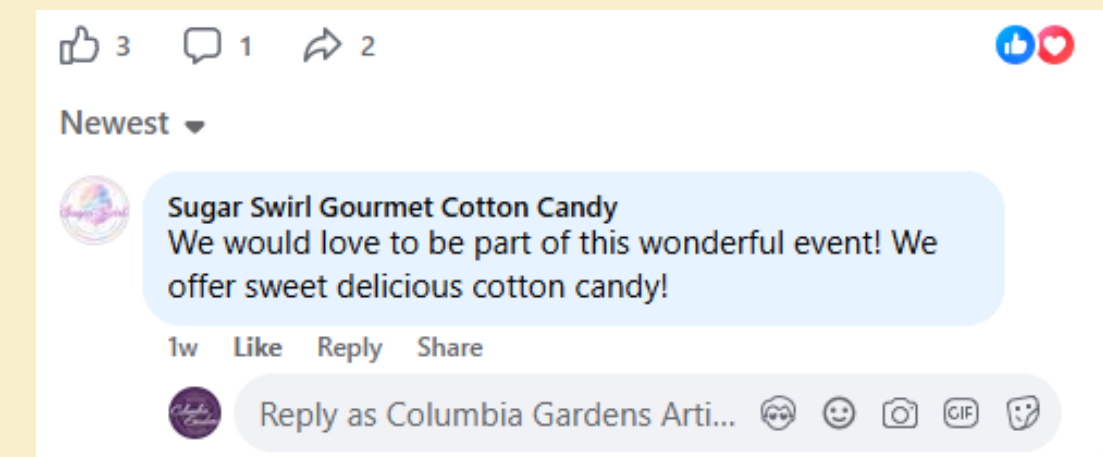 3 1 2
Newest
Sugar Swirl Gourmet Cotton Candy
We would love to be part of this wonderful event! We
offer sweet delicious cotton candy!
1w Like Reply Share
Reply as Columbia Gardens Arti...
GIF